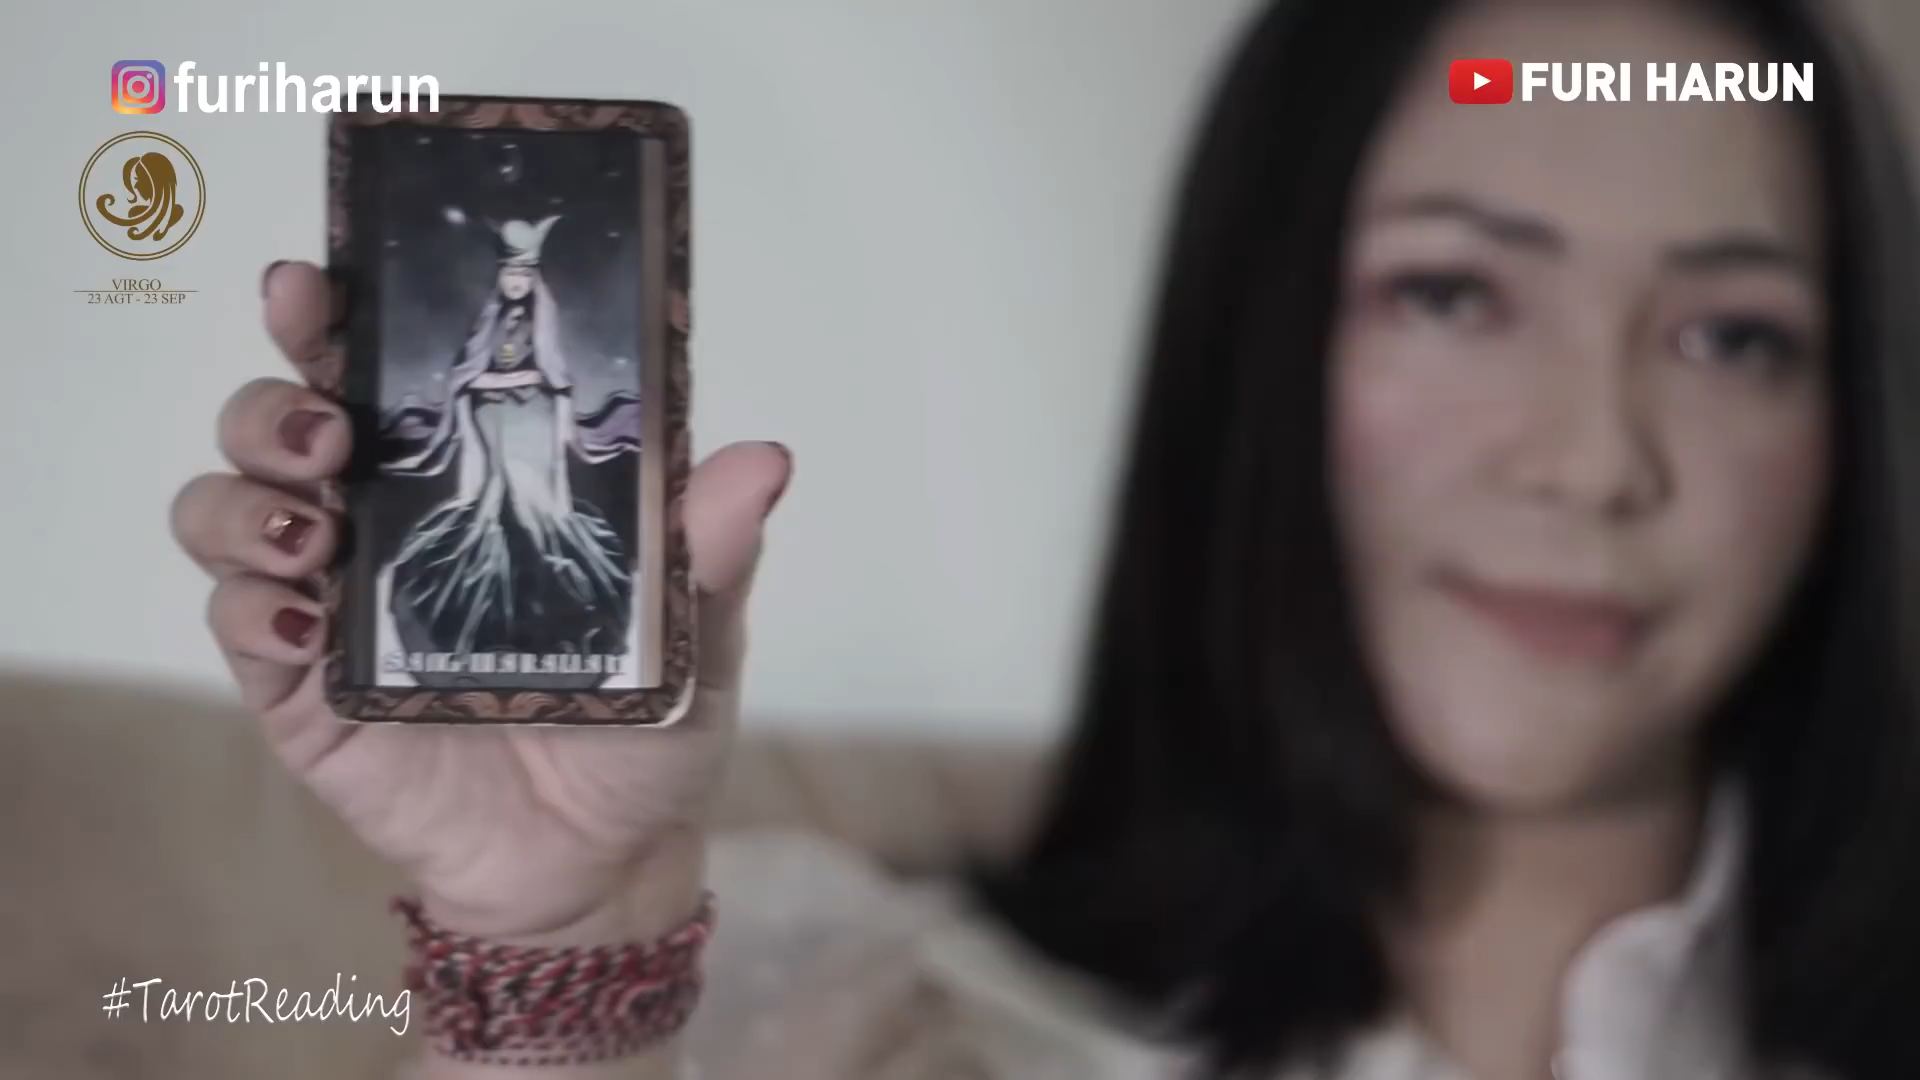 furiharun
FURI HARUN
VIRGO
23 AGT - 23 SEP
#TarotReading